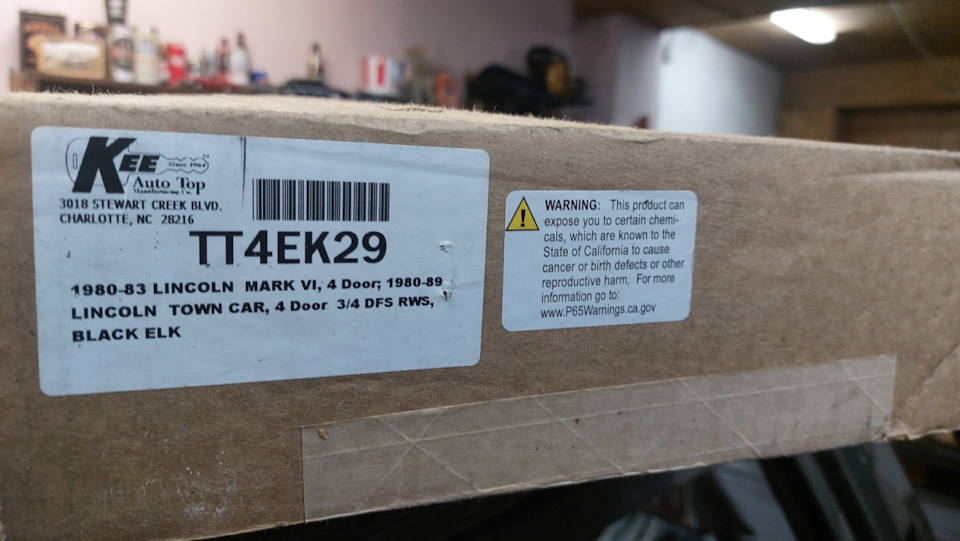 KEE
Since 1964
™
Auto Top
Manufacturing Co.
3018 STEWART CREEK BLVD.
CHARLOTTE, NC 28216
TT4EK29
1980-83 LINCOLN MARK VI, 4 Door; 1980-89
LINCOLN TOWN CAR, 4 Door 3/4 DFS RWS,
BLACK ELK
WARNING: This product can
expose you to certain chemi-
cals, which are known to the
State of California to cause
cancer or birth defects or other
reproductive harm. For more
information go to:
www.P65Warnings.ca.gov